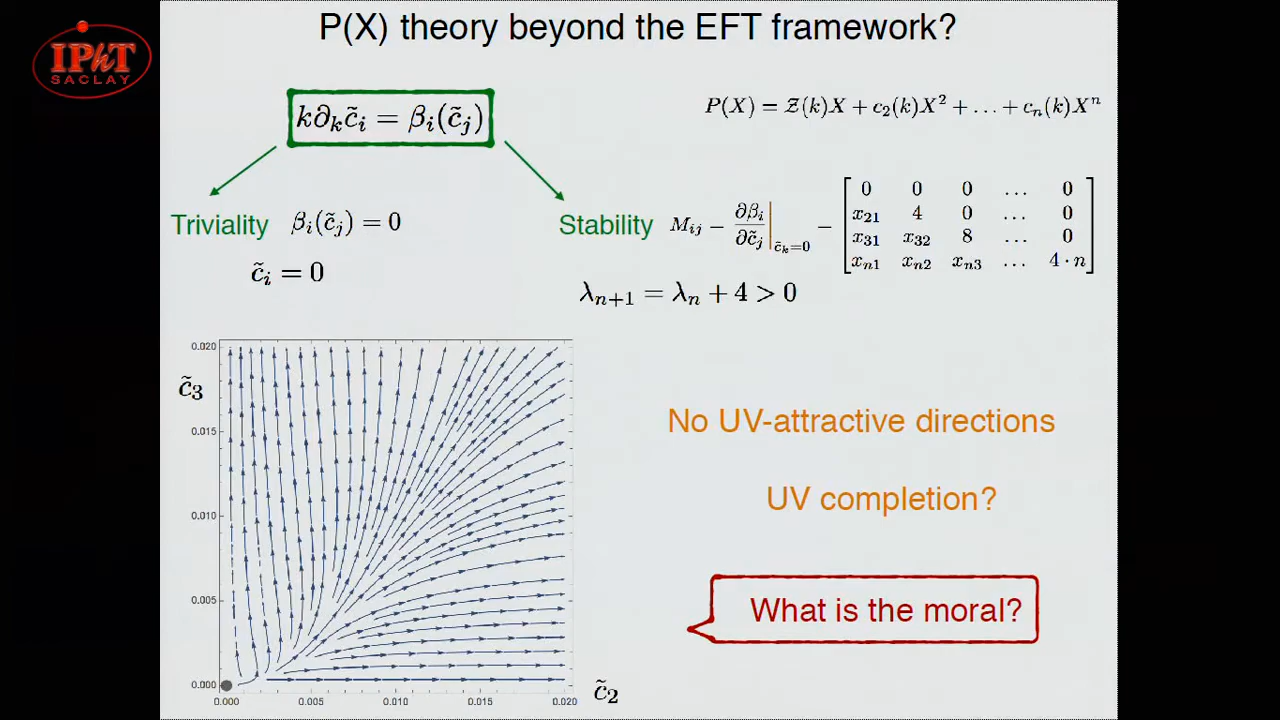 P(X) theory beyond the EFT framework?
IPhT
SACLAY
k∂ₖc̃ᵢ = βᵢ(c̃ⱼ)
P(X) = Z(k)X + c₂(k)X² + … + cₙ(k)Xⁿ
Triviality βᵢ(c̃ⱼ) = 0
c̃ᵢ = 0
Stability Mᵢⱼ − ∂βᵢ/∂c̃ⱼ |c̃ₖ=0 −
0 0 0 … 0
x₂₁ 4 0 … 0
x₃₁ x₃₂ 8 … 0
xₙ₁ xₙ₂ xₙ₃ … 4·n
λₙ₊₁ = λₙ + 4 > 0
c̃₃
0.020
0.015
0.010
0.005
0.000
0.000 0.005 0.010 0.015 0.020
c̃₂
No UV-attractive directions
UV completion?
What is the moral?